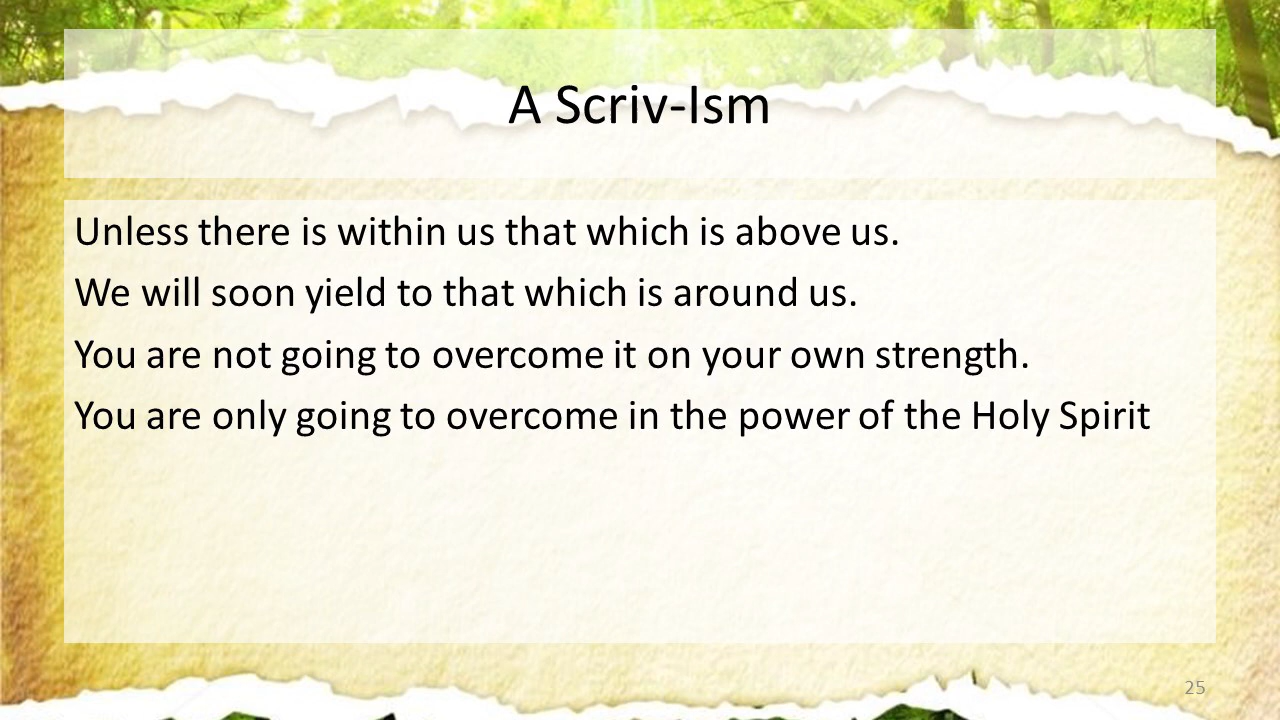 A Scriv-Ism
Unless there is within us that which is above us.
We will soon yield to that which is around us.
You are not going to overcome it on your own strength.
You are only going to overcome in the power of the Holy Spirit
25